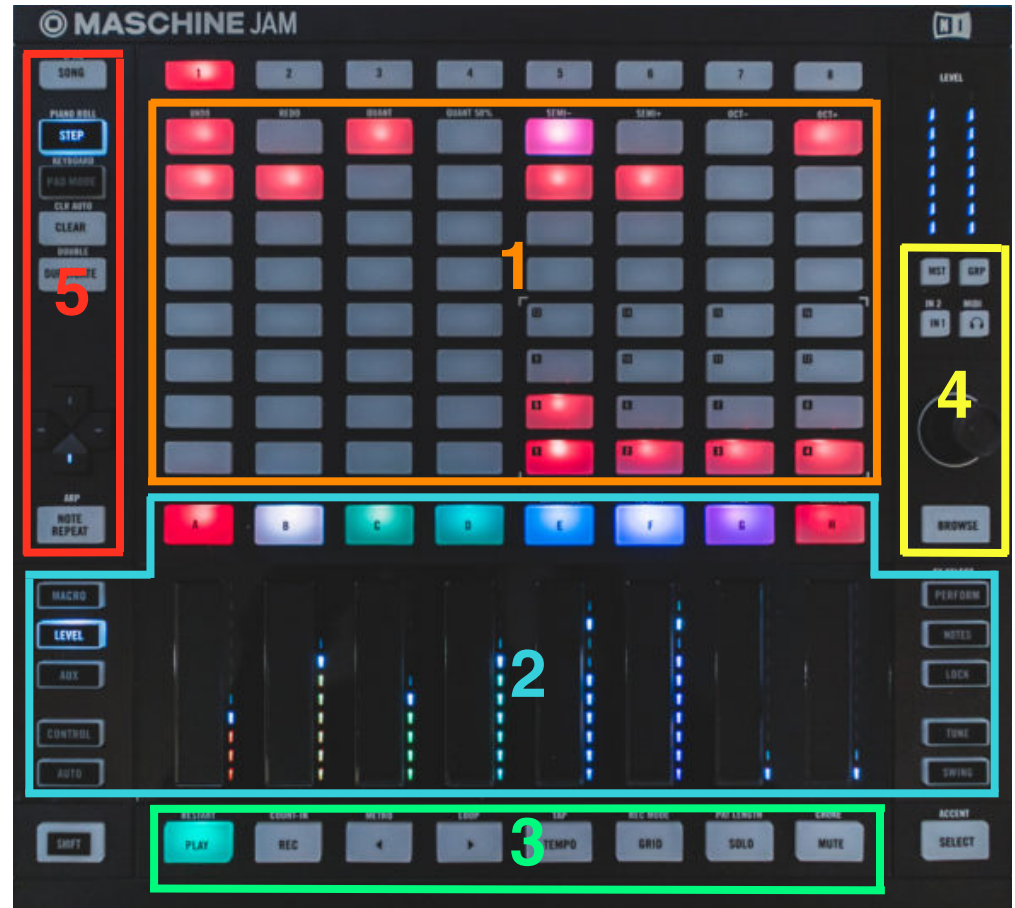 MASCHINE JAM
NI
SONG
1 2 3 4 5 6 7 8
LEVEL
PIANO ROLL
UNDO REDO QUANT QUANT 50% SEMI- SEMI+ OCT- OCT+
STEP
KEYBOARD
PAD MODE
CLR AUTO
CLEAR
DOUBLE
5
1
MST GRP
IN 2 MIDI
IN 1
4
ARP
NOTE
REPEAT
A B C D E F G H
BROWSE
MACRO
PERFORM
LEVEL
NOTES
AUX
2
LOCK
CONTROL
TUNE
AUTO
SWING
RESTART COUNT-IN METRO LOOP TAP REC MODE PAT LENGTH CHOKE
ACCENT
SHIFT
PLAY REC 3 TEMPO GRID SOLO MUTE
SELECT